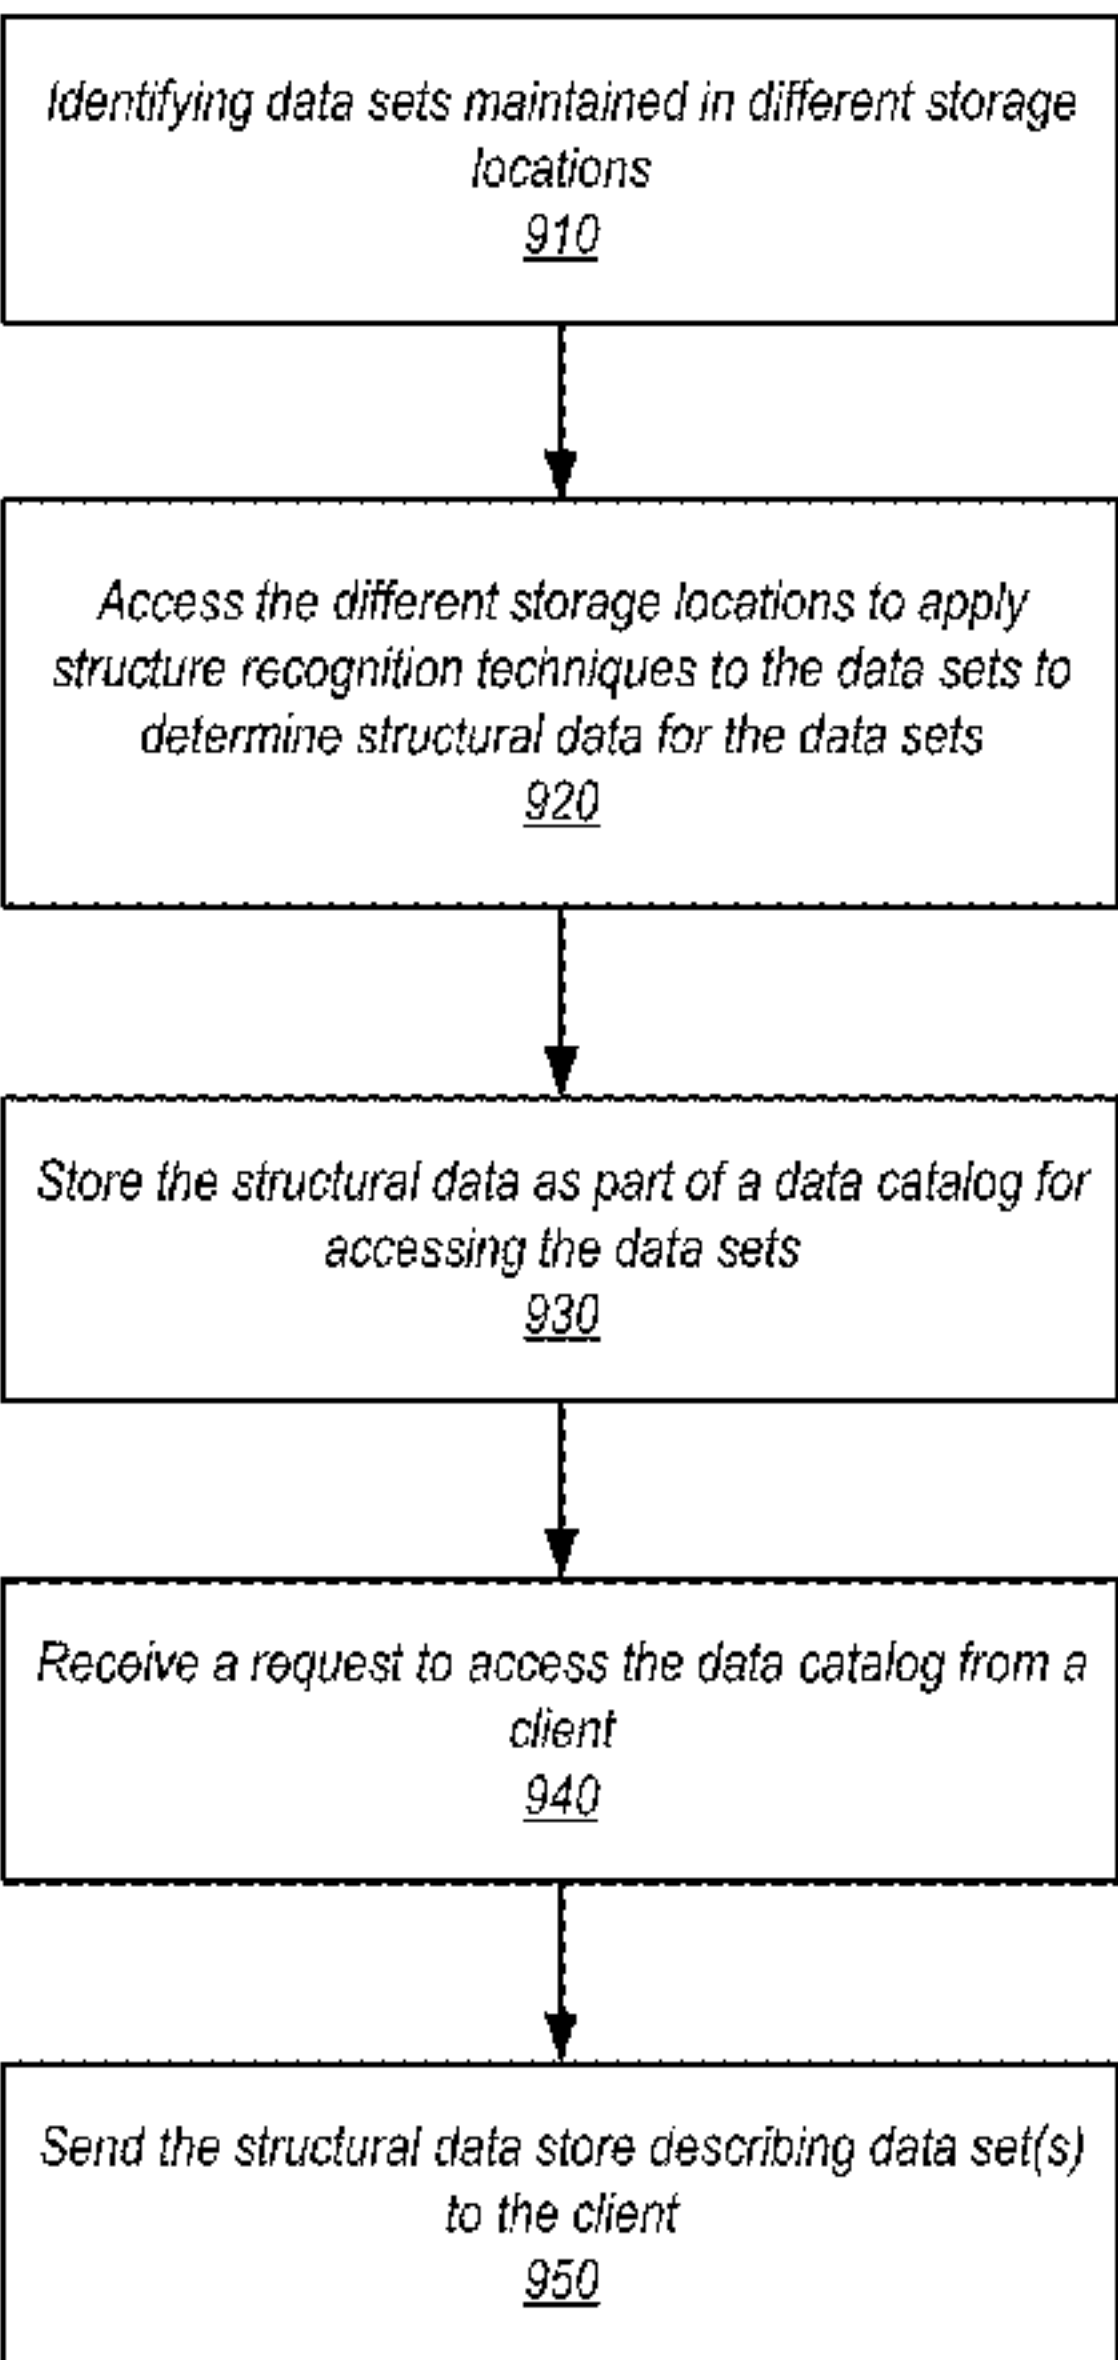 Identifying data sets maintained in different storage
locations
910
Access the different storage locations to apply
structure recognition techniques to the data sets to
determine structural data for the data sets
920
Store the structural data as part of a data catalog for
accessing the data sets
930
Receive a request to access the data catalog from a
client
940
Send the structural data store describing data set(s)
to the client
950